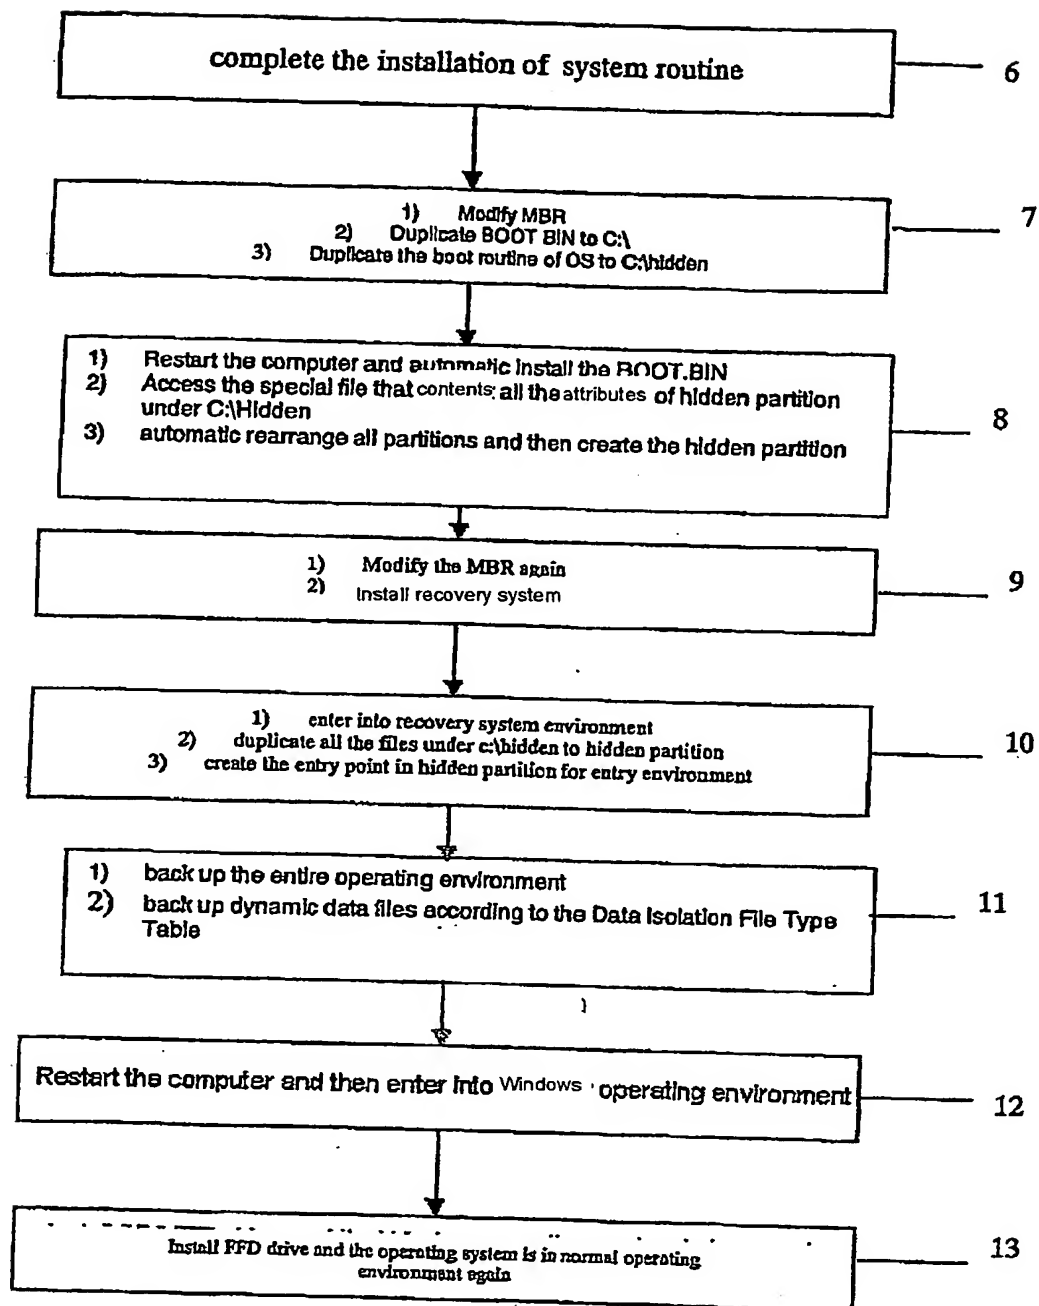 complete the installation of system routine
6
1) Modify MBR
2) Duplicate BOOT BIN to C:\
3) Duplicate the boot routine of OS to C:\hidden
7
1) Restart the computer and automatic install the BOOT.BIN
2) Access the special file that contents: all the attributes of hidden partition
under C:\Hidden
3) automatic rearrange all partitions and then create the hidden partition
8
1) Modify the MBR again
2) Install recovery system
9
1) enter into recovery system environment
2) duplicate all the files under c:\hidden to hidden partition
3) create the entry point in hidden partition for entry environment
10
1) back up the entire operating environment
2) back up dynamic data files according to the Data Isolation File Type
Table
11
Restart the computer and then enter into Windows operating environment
12
Install FFD drive and the operating system is in normal operating
environment again
13